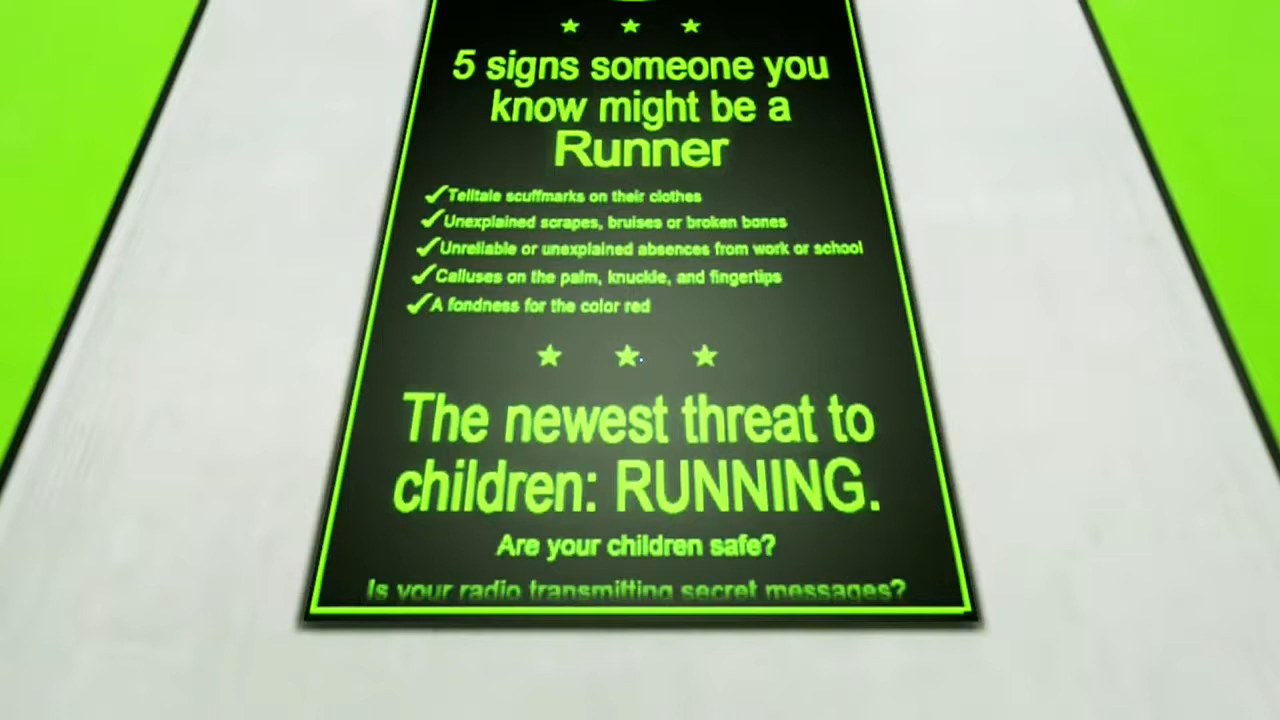 5 signs someone you
know might be a
Runner
Telltale scuffmarks on their clothes
Unexplained scrapes, bruises or broken bones
Unreliable or unexplained absences from work or school
Calluses on the palm, knuckle, and fingertips
A fondness for the color red
The newest threat to
children: RUNNING.
Are your children safe?
Is your radio transmitting secret messages?